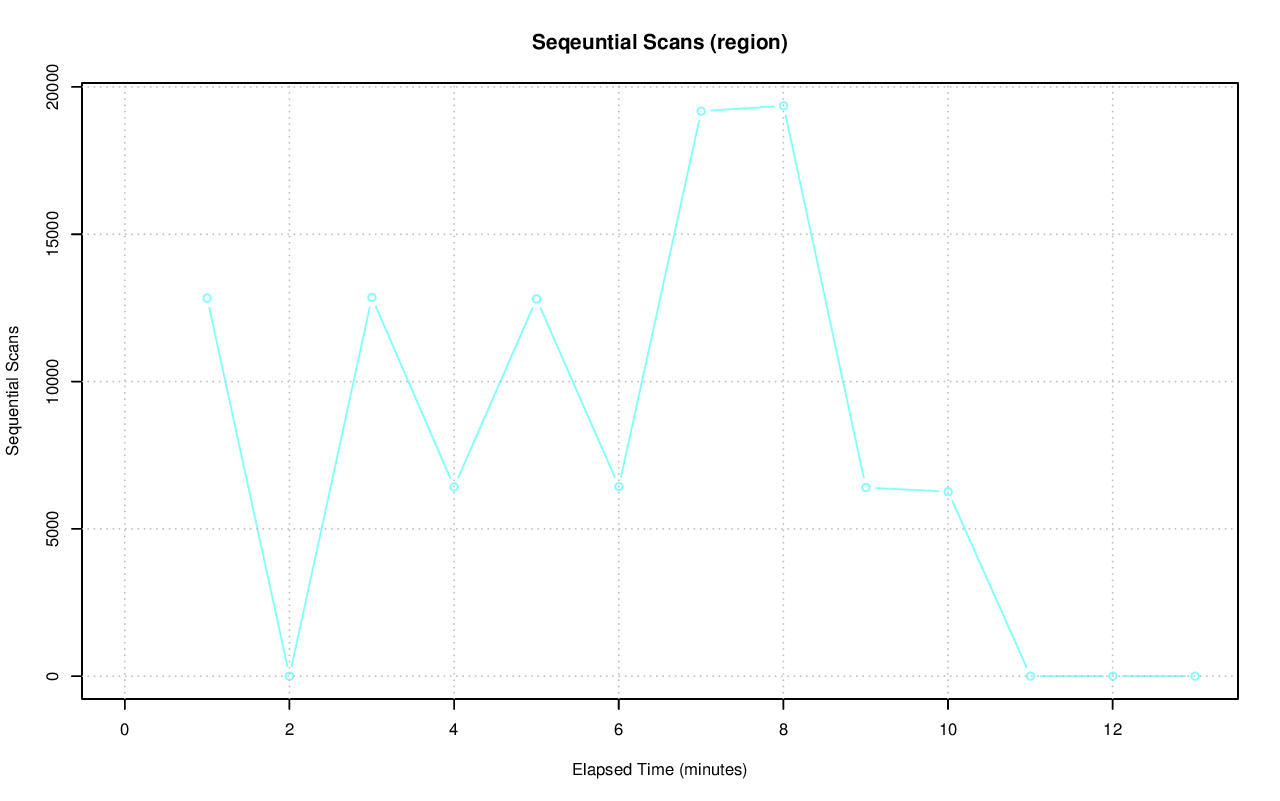 Seqeuntial Scans (region)
Sequential Scans
20000
15000
10000
5000
0
0 2 4 6 8 10 12
Elapsed Time (minutes)